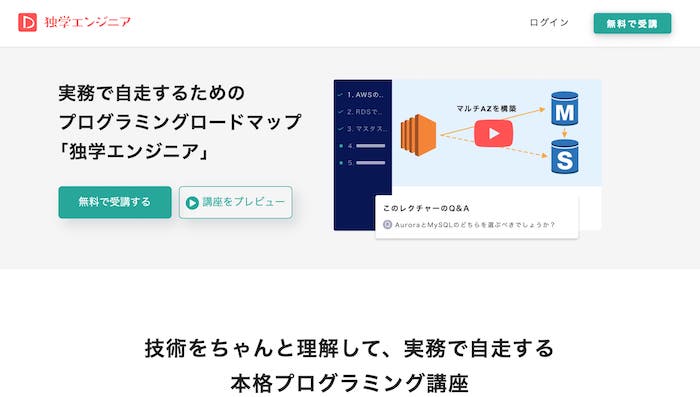 独学エンジニア
ログイン
無料で受講
実務で自走するための
プログラミングロードマップ
「独学エンジニア」
無料で受講する
講座をプレビュー
1. AWSの…
2. RDSで…
3. マスタス…
4.
5.
マルチAZを構築
M
S
このレクチャーのQ&A
Q AuroraとMySQLのどちらを選ぶべきでしょうか？
技術をちゃんと理解して、実務で自走する
本格プログラミング講座